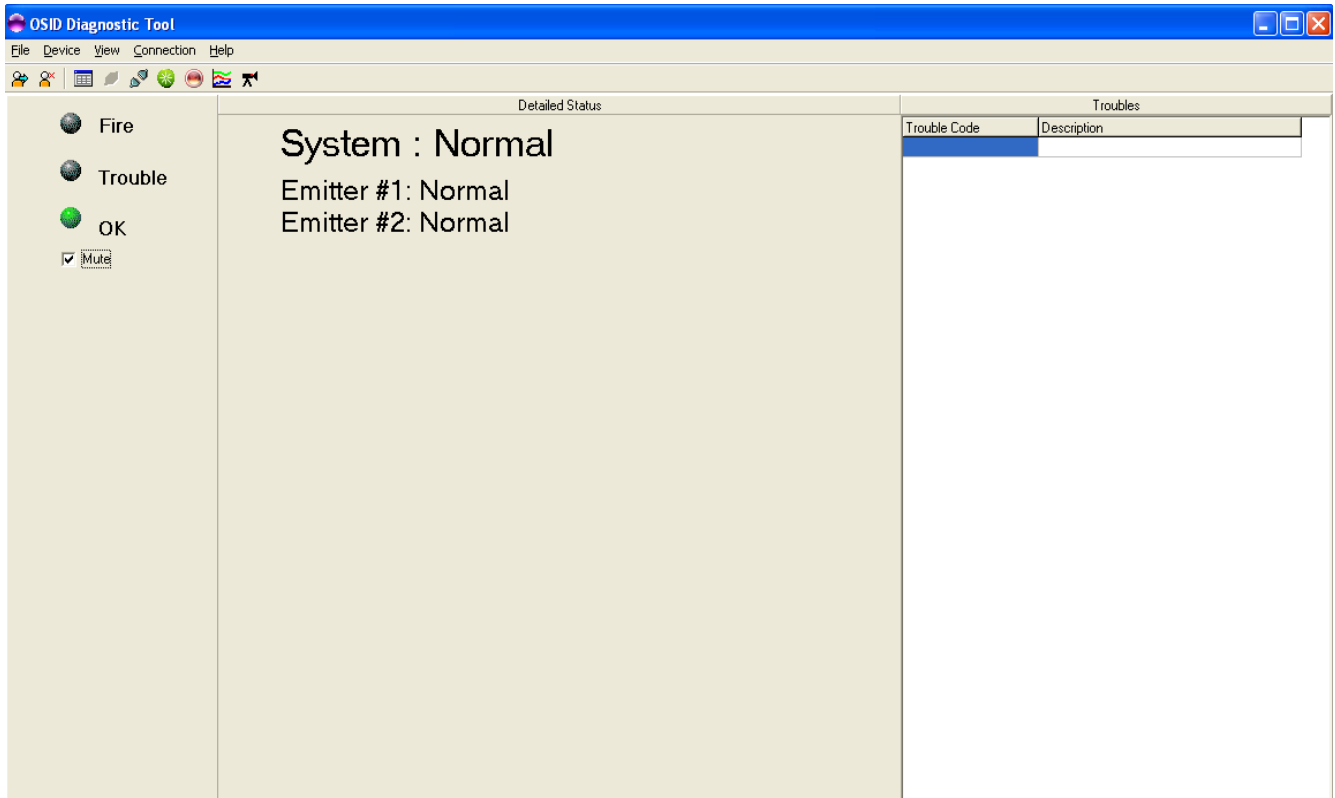 OSID Diagnostic Tool
File Device View Connection Help
Detailed Status
Troubles
Fire
Trouble
OK
Mute
System : Normal
Emitter #1: Normal
Emitter #2: Normal
Trouble Code Description